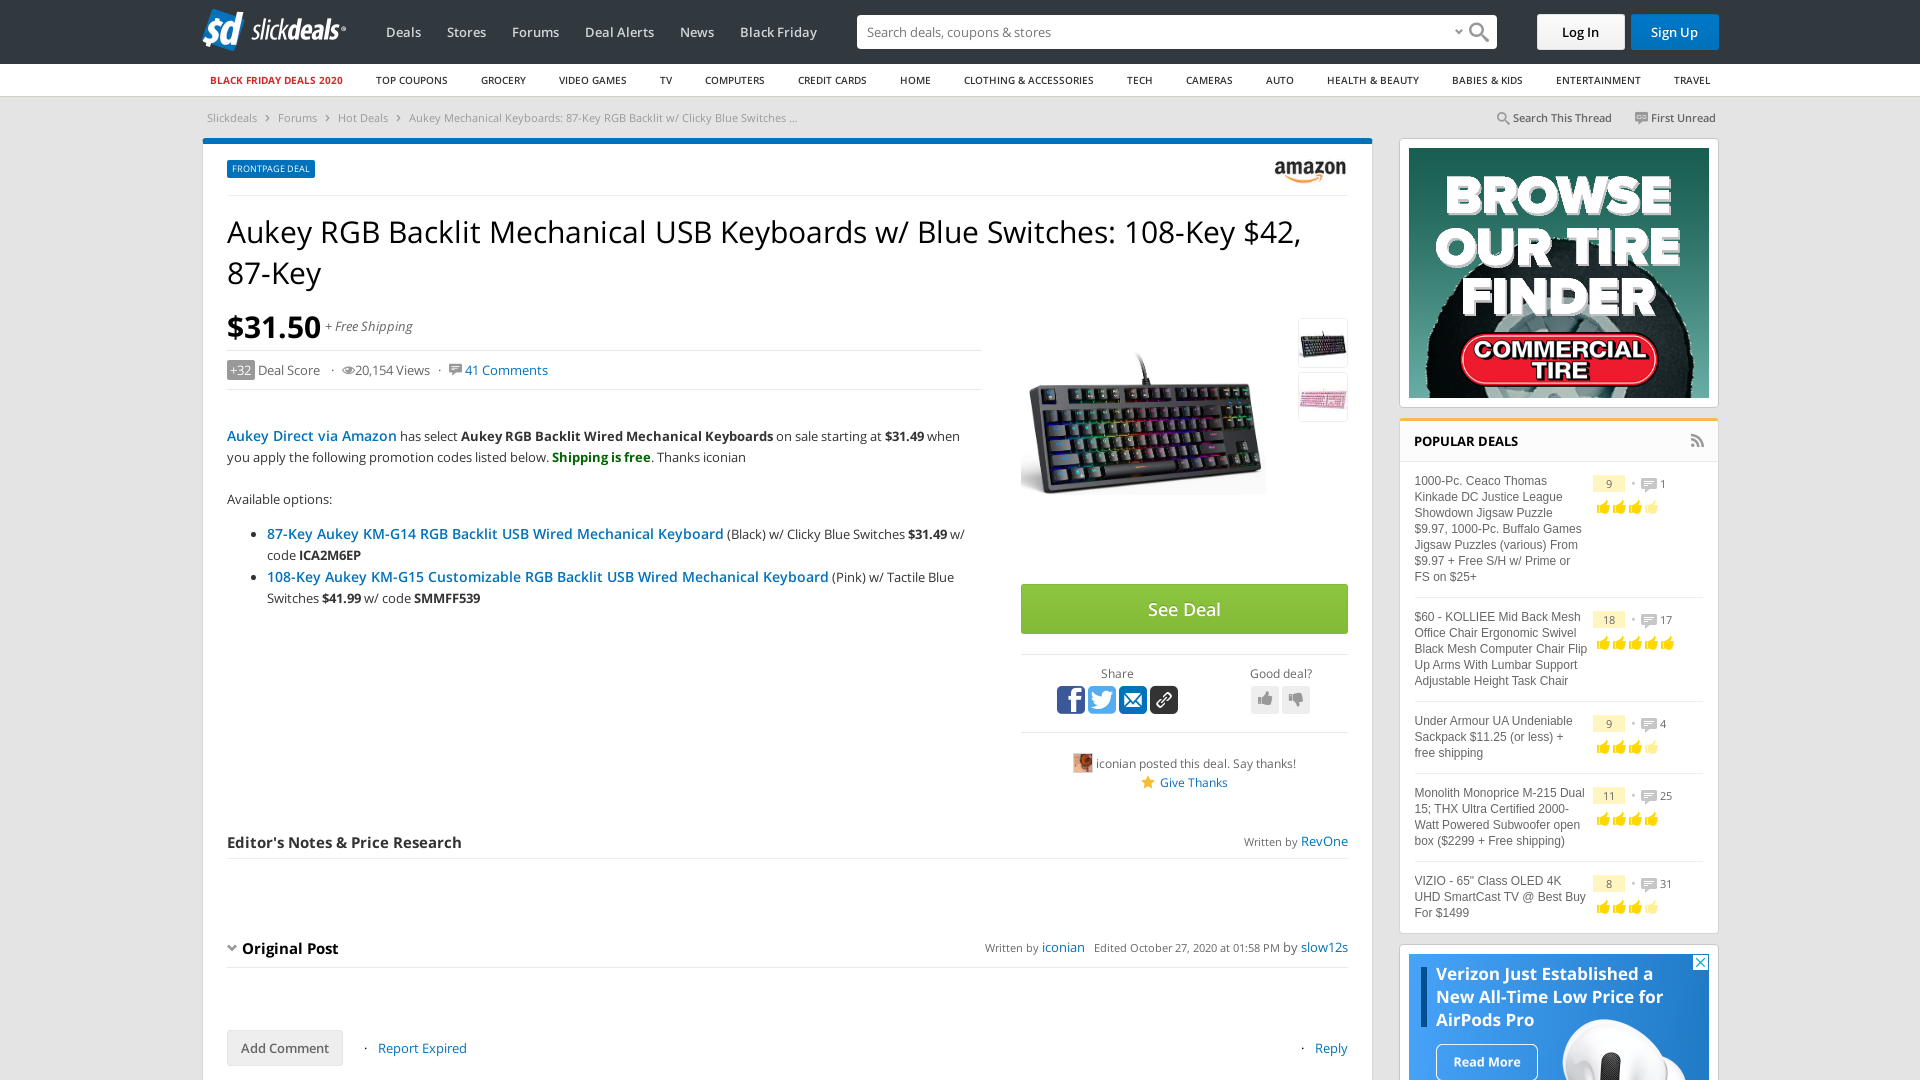 sd slickdeals
Deals Stores Forums Deal Alerts News Black Friday
Search deals, coupons & stores
Log In
Sign Up
BLACK FRIDAY DEALS 2020 TOP COUPONS GROCERY VIDEO GAMES TV COMPUTERS CREDIT CARDS HOME CLOTHING & ACCESSORIES TECH CAMERAS AUTO HEALTH & BEAUTY BABIES & KIDS ENTERTAINMENT TRAVEL
Slickdeals › Forums › Hot Deals › Aukey Mechanical Keyboards: 87-Key RGB Backlit w/ Clicky Blue Switches ...
Search This Thread First Unread
FRONTPAGE DEAL
amazon
Aukey RGB Backlit Mechanical USB Keyboards w/ Blue Switches: 108-Key $42,
87-Key
$31.50 + Free Shipping
+32 Deal Score · 20,154 Views · 41 Comments
Aukey Direct via Amazon has select Aukey RGB Backlit Wired Mechanical Keyboards on sale starting at $31.49 when
you apply the following promotion codes listed below. Shipping is free. Thanks iconian
Available options:
• 87-Key Aukey KM-G14 RGB Backlit USB Wired Mechanical Keyboard (Black) w/ Clicky Blue Switches $31.49 w/
code ICA2M6EP
• 108-Key Aukey KM-G15 Customizable RGB Backlit USB Wired Mechanical Keyboard (Pink) w/ Tactile Blue
Switches $41.99 w/ code SMMFF539
See Deal
Share
Good deal?
iconian posted this deal. Say thanks!
Give Thanks
Editor's Notes & Price Research
Written by RevOne
Original Post
Written by iconian Edited October 27, 2020 at 01:58 PM by slow12s
Add Comment · Report Expired
· Reply
BROWSE
OUR TIRE
FINDER
COMMERCIAL
TIRE
POPULAR DEALS
1000-Pc. Ceaco Thomas
Kinkade DC Justice League
Showdown Jigsaw Puzzle
$9.97, 1000-Pc. Buffalo Games
Jigsaw Puzzles (various) From
$9.97 + Free S/H w/ Prime or
FS on $25+
9 • 1
$60 - KOLLIEE Mid Back Mesh
Office Chair Ergonomic Swivel
Black Mesh Computer Chair Flip
Up Arms With Lumbar Support
Adjustable Height Task Chair
18 • 17
Under Armour UA Undeniable
Sackpack $11.25 (or less) +
free shipping
9 • 4
Monolith Monoprice M-215 Dual
15; THX Ultra Certified 2000-
Watt Powered Subwoofer open
box ($2299 + Free shipping)
11 • 25
VIZIO - 65" Class OLED 4K
UHD SmartCast TV @ Best Buy
For $1499
8 • 31
Verizon Just Established a
New All-Time Low Price for
AirPods Pro
Read More